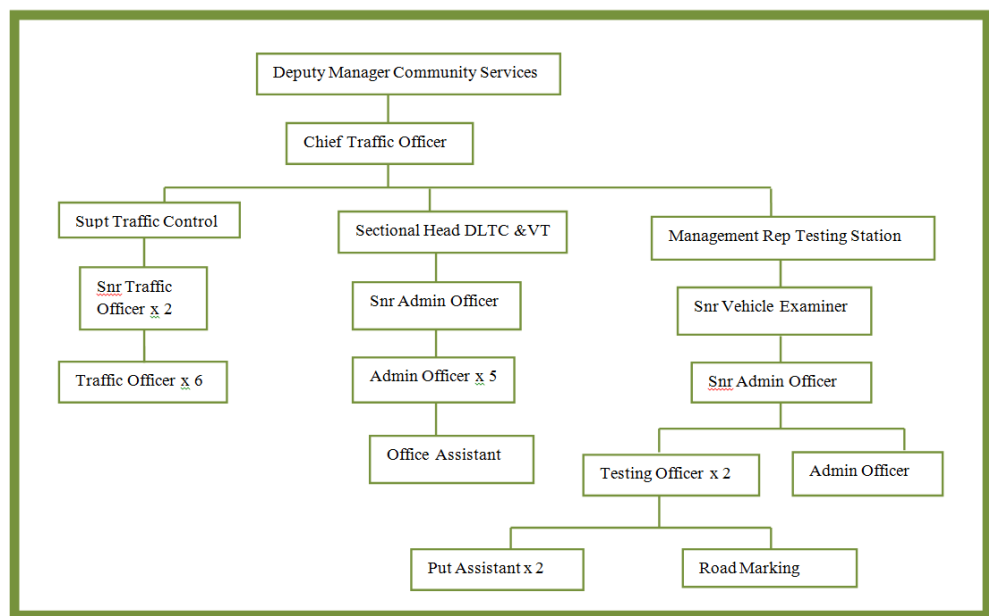 Deputy Manager Community Services
Chief Traffic Officer
Supt Traffic Control
Sectional Head DLTC &VT
Management Rep Testing Station
Snr Traffic
Officer x 2
Snr Admin Officer
Snr Vehicle Examiner
Traffic Officer x 6
Admin Officer x 5
Snr Admin Officer
Office Assistant
Testing Officer x 2
Admin Officer
Put Assistant x 2
Road Marking